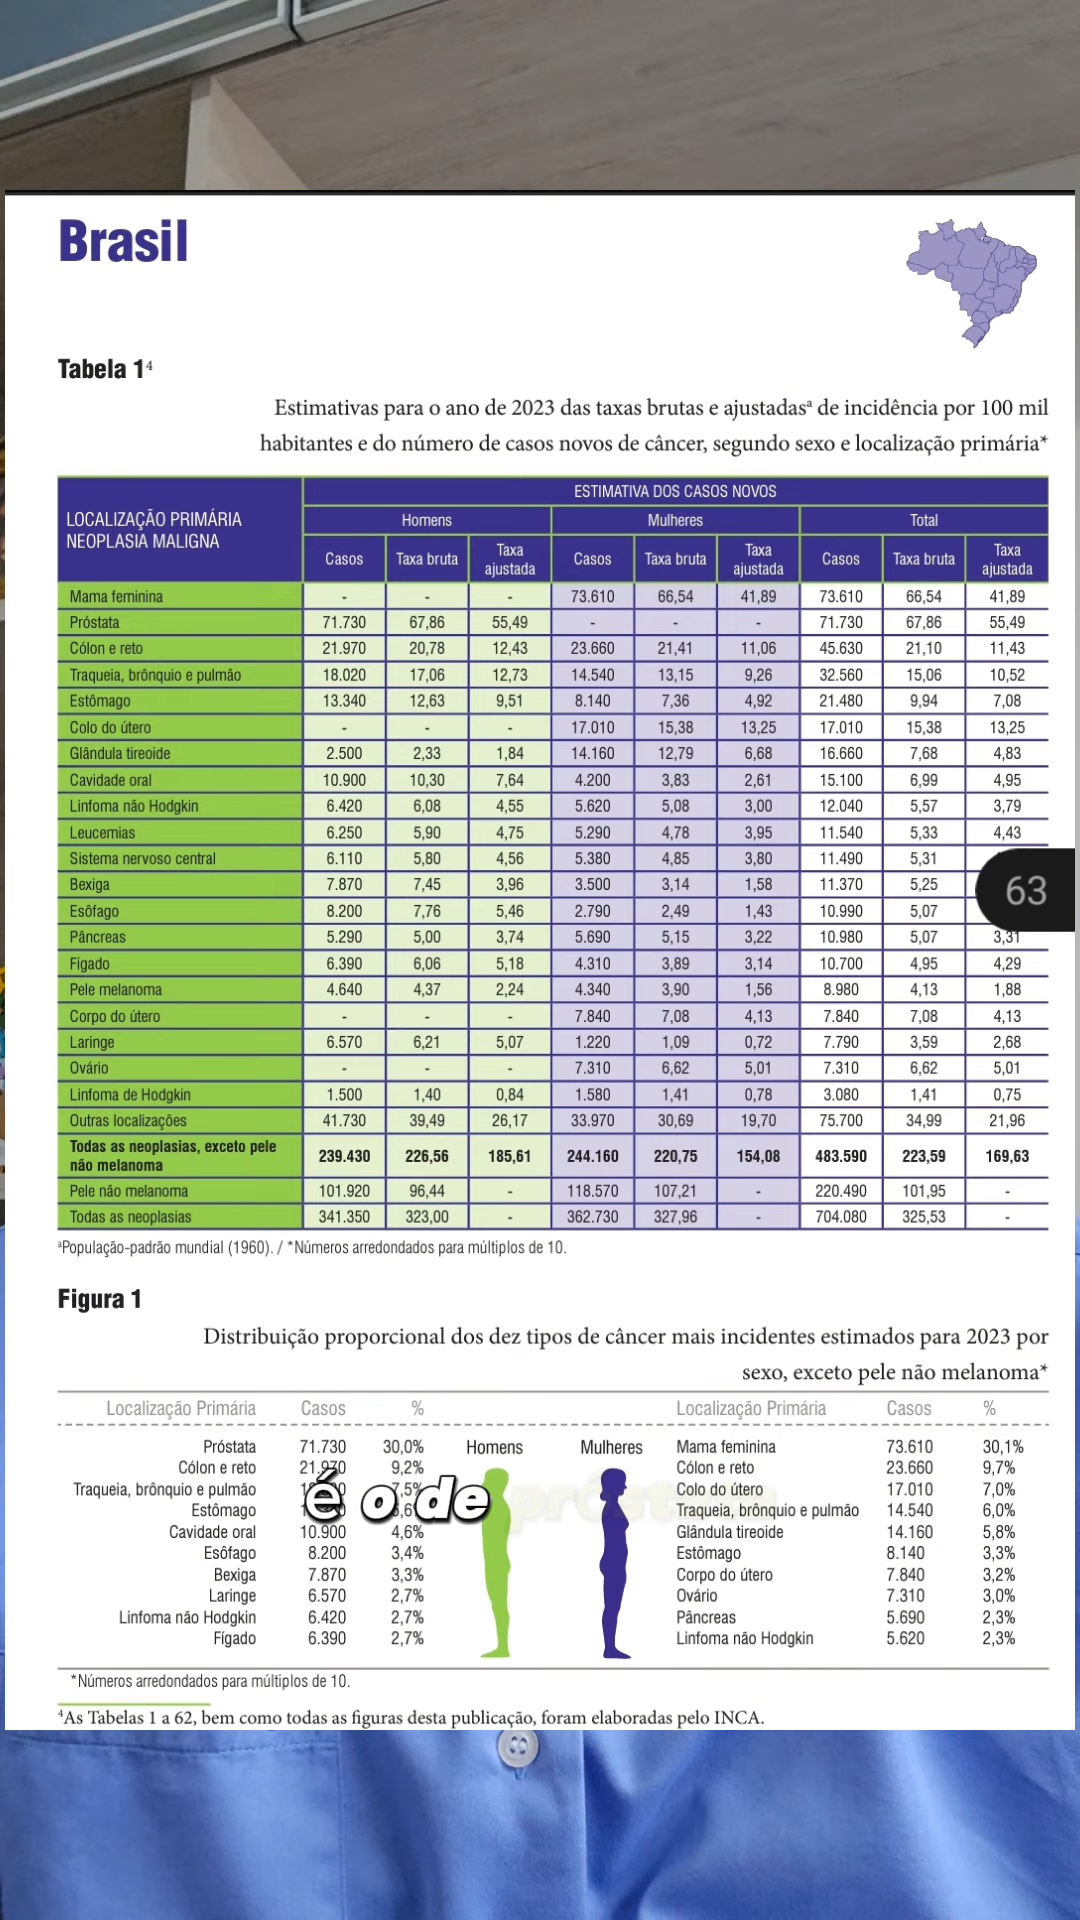 Brasil
Tabela 1⁴
Estimativas para o ano de 2023 das taxas brutas e ajustadasª de incidência por 100 mil
habitantes e do número de casos novos de câncer, segundo sexo e localização primária*
LOCALIZAÇÃO PRIMÁRIA
NEOPLASIA MALIGNA
ESTIMATIVA DOS CASOS NOVOS
Homens Mulheres Total
Casos Taxa bruta Taxa ajustada Casos Taxa bruta Taxa ajustada Casos Taxa bruta Taxa ajustada
Mama feminina - - - 73.610 66,54 41,89 73.610 66,54 41,89
Próstata 71.730 67,86 55,49 - - - 71.730 67,86 55,49
Cólon e reto 21.970 20,78 12,43 23.660 21,41 11,06 45.630 21,10 11,43
Traqueia, brônquio e pulmão 18.020 17,06 12,73 14.540 13,15 9,26 32.560 15,06 10,52
Estômago 13.340 12,63 9,51 8.140 7,36 4,92 21.480 9,94 7,08
Colo do útero - - - 17.010 15,38 13,25 17.010 15,38 13,25
Glândula tireoide 2.500 2,33 1,84 14.160 12,79 6,68 16.660 7,68 4,83
Cavidade oral 10.900 10,30 7,64 4.200 3,83 2,61 15.100 6,99 4,95
Linfoma não Hodgkin 6.420 6,08 4,55 5.620 5,08 3,00 12.040 5,57 3,79
Leucemias 6.250 5,90 4,75 5.290 4,78 3,95 11.540 5,33 4,43
Sistema nervoso central 6.110 5,80 4,56 5.380 4,85 3,80 11.490 5,31
Bexiga 7.870 7,45 3,96 3.500 3,14 1,58 11.370 5,25
63
Esôfago 8.200 7,76 5,46 2.790 2,49 1,43 10.990 5,07
Pâncreas 5.290 5,00 3,74 5.690 5,15 3,22 10.980 5,07 3,31
Fígado 6.390 6,06 5,18 4.310 3,89 3,14 10.700 4,95 4,29
Pele melanoma 4.640 4,37 2,24 4.340 3,90 1,56 8.980 4,13 1,88
Corpo do útero - - - 7.840 7,08 4,13 7.840 7,08 4,13
Laringe 6.570 6,21 5,07 1.220 1,09 0,72 7.790 3,59 2,68
Ovário - - - 7.310 6,62 5,01 7.310 6,62 5,01
Linfoma de Hodgkin 1.500 1,40 0,84 1.580 1,41 0,78 3.080 1,41 0,75
Outras localizações 41.730 39,49 26,17 33.970 30,69 19,70 75.700 34,99 21,96
Todas as neoplasias, exceto pele
não melanoma 239.430 226,56 185,61 244.160 220,75 154,08 483.590 223,59 169,63
Pele não melanoma 101.920 96,44 - 118.570 107,21 - 220.490 101,95 -
Todas as neoplasias 341.350 323,00 - 362.730 327,96 - 704.080 325,53 -
ªPopulação-padrão mundial (1960). / *Números arredondados para múltiplos de 10.
Figura 1
Distribuição proporcional dos dez tipos de câncer mais incidentes estimados para 2023 por
sexo, exceto pele não melanoma*
Localização Primária Casos % Localização Primária Casos %
Próstata 71.730 30,0% Homens Mulheres Mama feminina 73.610 30,1%
Cólon e reto 21.970 9,2% Cólon e reto 23.660 9,7%
Traqueia, brônquio e pulmão 7,5% Colo do útero 17.010 7,0%
é o de próstata
Estômago Traqueia, brônquio e pulmão 14.540 6,0%
Cavidade oral 10.900 4,6% Glândula tireoide 14.160 5,8%
Esôfago 8.200 3,4% Estômago 8.140 3,3%
Bexiga 7.870 3,3% Corpo do útero 7.840 3,2%
Laringe 6.570 2,7% Ovário 7.310 3,0%
Linfoma não Hodgkin 6.420 2,7% Pâncreas 5.690 2,3%
Fígado 6.390 2,7% Linfoma não Hodgkin 5.620 2,3%
*Números arredondados para múltiplos de 10.
⁴As Tabelas 1 a 62, bem como todas as figuras desta publicação, foram elaboradas pelo INCA.